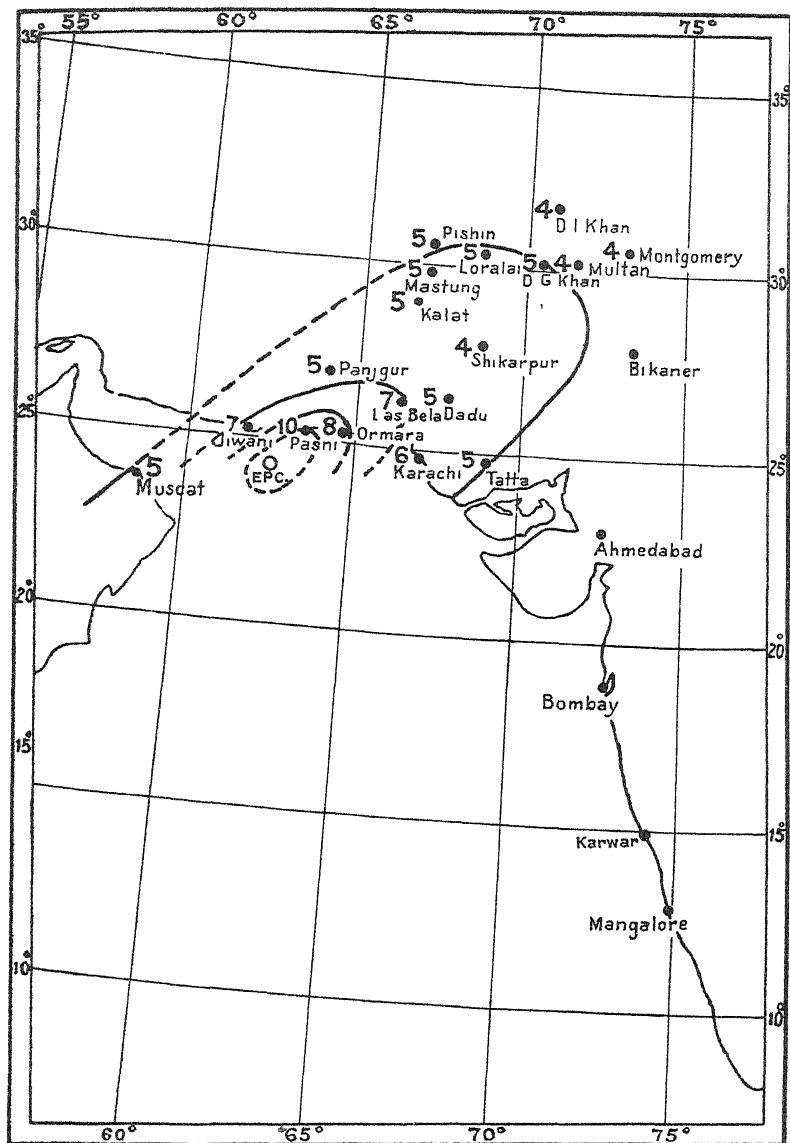 55° 60° 65° 70° 75°
35°
35°
4
D I Khan
30°
5 Pishin
4 Montgomery
5 Loralai
5 D G Khan
4 Multan
30°
5 Mastung
5 Kalat
4 Shikarpur
Bikaner
5 Panjgur
25°
7 Las Bela
5 Dadu
7 Jiwani
10 Pasni
8 Ormara
6 Karachi
5 Tatta
25°
5 Muscat
EPC.
Ahmedabad
20°
20°
Bombay
15°
Karwar
15°
Mangalore
10°
10°
60° 65° 70° 75°